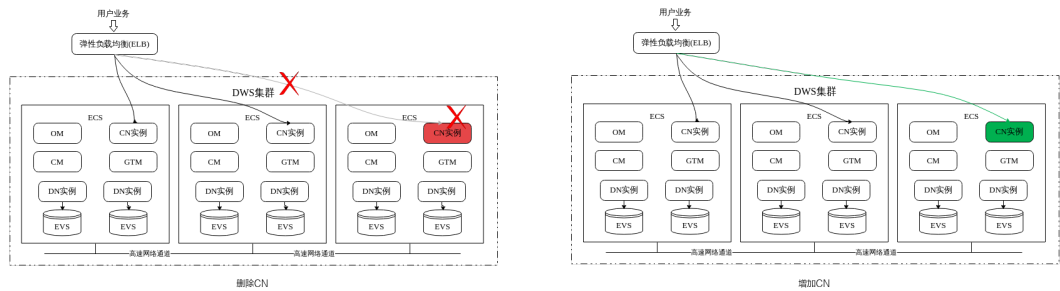 用户业务
弹性负载均衡(ELB)
DWS集群
ECS
ECS
ECS
OM
CN实例
OM
CN实例
OM
CN实例
CM
GTM
CM
GTM
CM
GTM
DN实例
DN实例
DN实例
DN实例
DN实例
DN实例
EVS
EVS
EVS
EVS
EVS
EVS
高速网络通道
高速网络通道
删除CN
用户业务
弹性负载均衡(ELB)
DWS集群
ECS
ECS
ECS
OM
CN实例
OM
CN实例
OM
CN实例
CM
GTM
CM
GTM
CM
GTM
DN实例
DN实例
DN实例
DN实例
DN实例
DN实例
EVS
EVS
EVS
EVS
EVS
EVS
高速网络通道
高速网络通道
增加CN